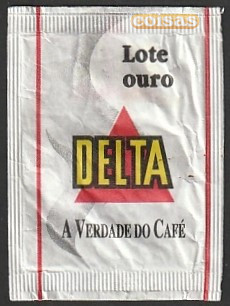 coisas
Lote
ouro
DELTA
A VERDADE DO CAFÉ